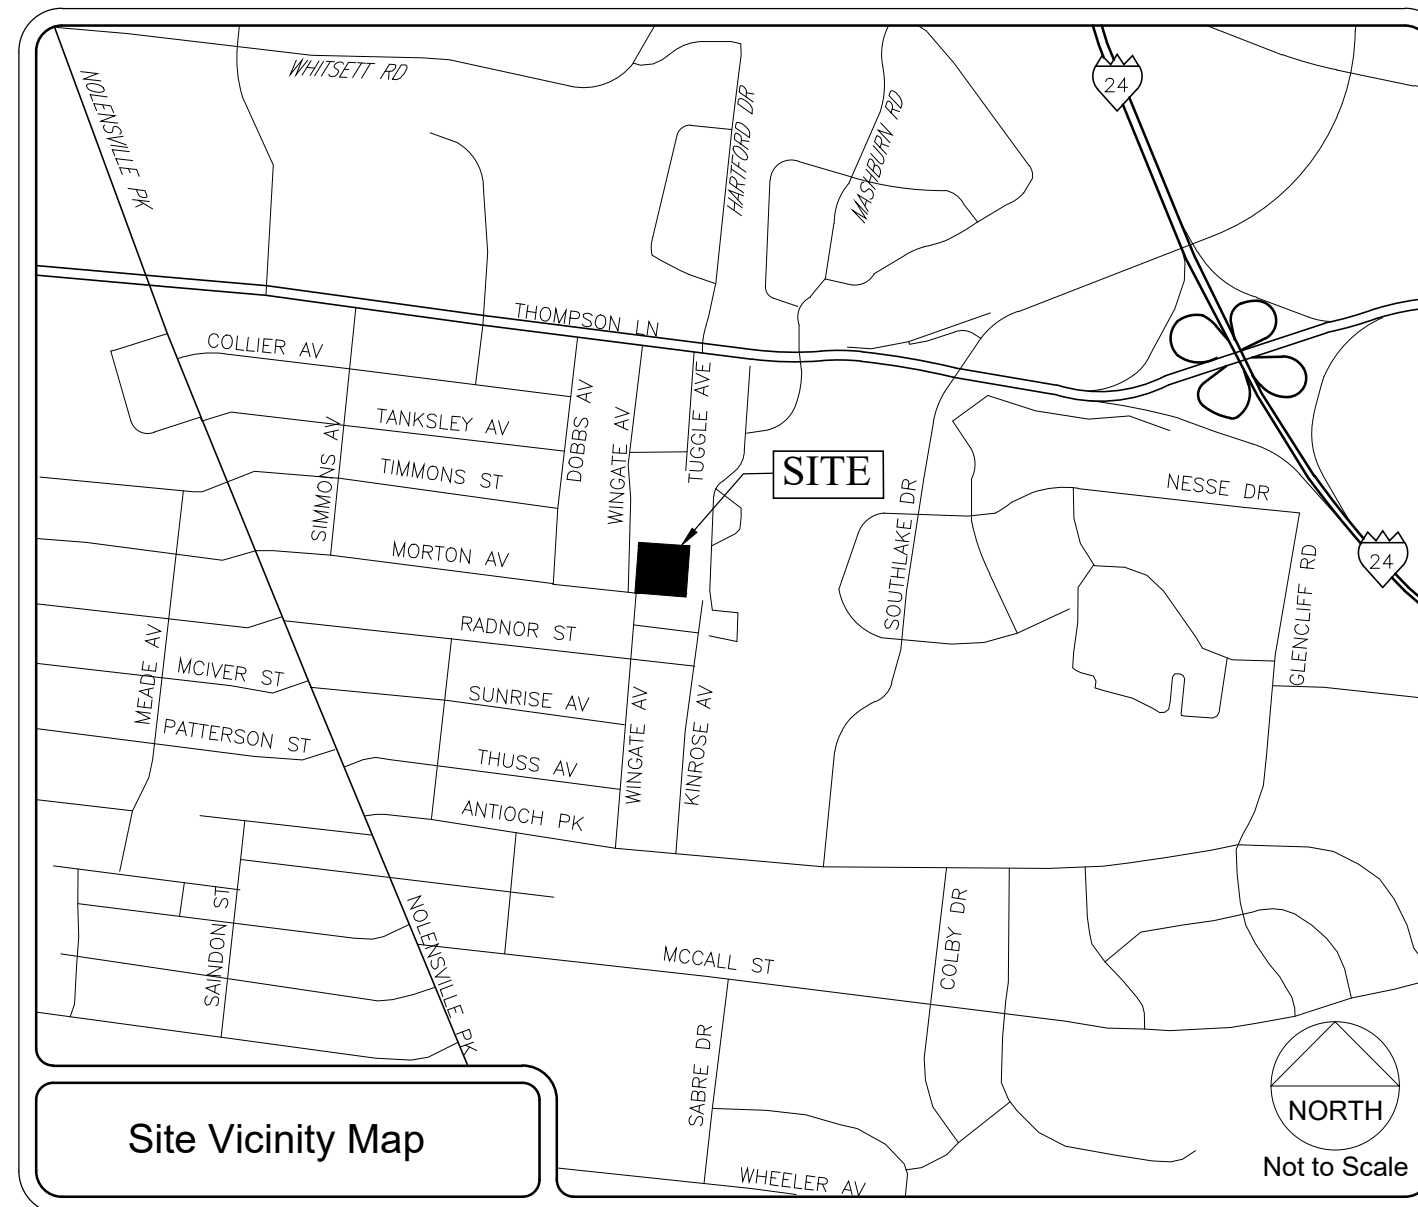 WHITSETT RD
NOLENSVILLE PK
HARTFORD DR
MASHBURN RD
24
THOMPSON LN
COLLIER AV
TANKSLEY AV
TIMMONS ST
SIMMONS AV
DOBBS AV
WINGATE AV
TUGGLE AVE
SITE
MORTON AV
SOUTHLAKE DR
NESSE DR
24
GLENCLIFF RD
RADNOR ST
MEADE AV
MCIVER ST
SUNRISE AV
WINGATE AV
KINROSE AV
PATTERSON ST
THUSS AV
ANTIOCH PK
SAINDON ST
NOLENSVILLE PK
MCCALL ST
COLBY DR
SABRE DR
WHEELER AV
NORTH
Not to Scale
Site Vicinity Map